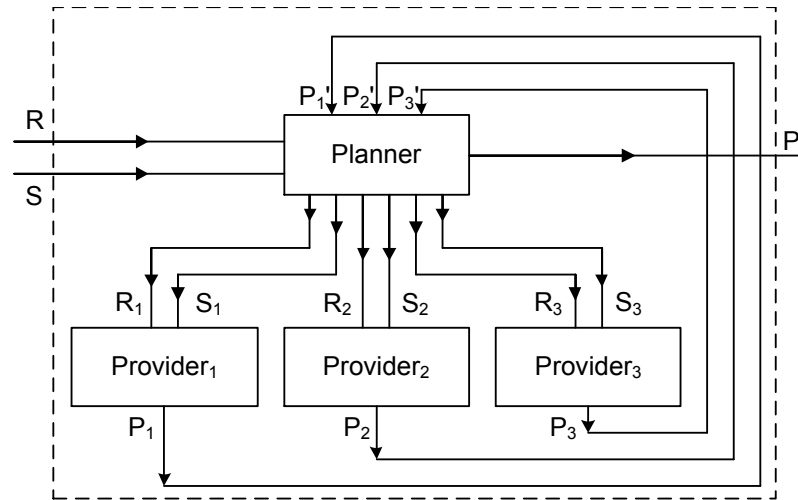 P₁' P₂' P₃'
R
Planner
P
S
R₁ S₁ R₂ S₂ R₃ S₃
Provider₁ Provider₂ Provider₃
P₁ P₂ P₃